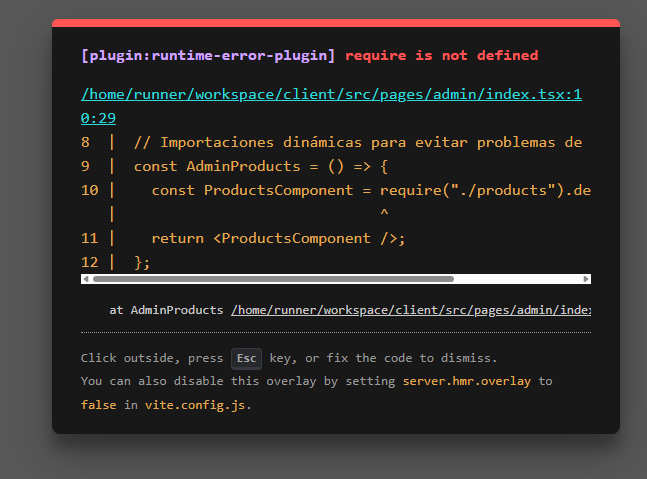 [plugin:runtime-error-plugin] require is not defined
/home/runner/workspace/client/src/pages/admin/index.tsx:1
0:29
8  |  // Importaciones dinámicas para evitar problemas de
9  |  const AdminProducts = () => {
10 |    const ProductsComponent = require("./products").de
   |                              ^
11 |    return <ProductsComponent />;
12 |  };
at AdminProducts /home/runner/workspace/client/src/pages/admin/index
Click outside, press Esc key, or fix the code to dismiss.
You can also disable this overlay by setting server.hmr.overlay to
false in vite.config.js.